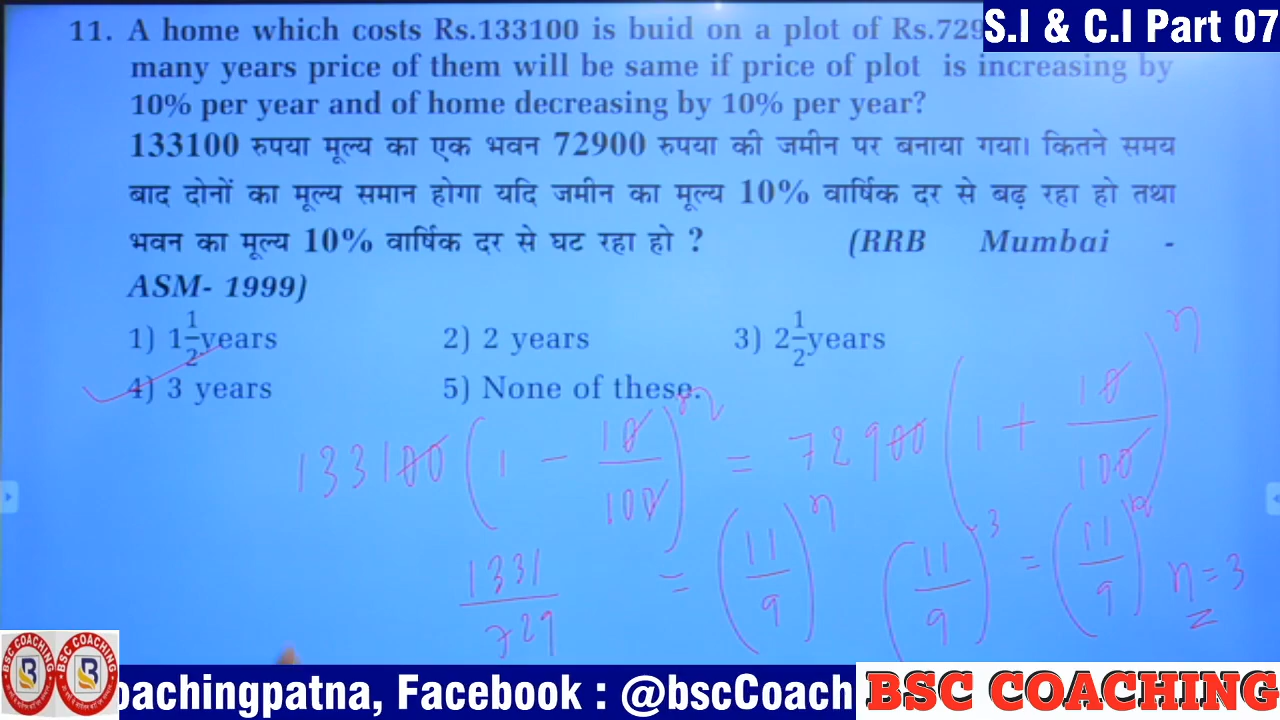 S.I & C.I Part 07
11. A home which costs Rs.133100 is buid on a plot of Rs.729
many years price of them will be same if price of plot is increasing by
10% per year and of home decreasing by 10% per year?
133100 रुपया मूल्य का एक भवन 72900 रुपया की जमीन पर बनाया गया। कितने समय
बाद दोनों का मूल्य समान होगा यदि जमीन का मूल्य 10% वार्षिक दर से बढ़ रहा हो तथा
भवन का मूल्य 10% वार्षिक दर से घट रहा हो ? (RRB Mumbai -
ASM- 1999)
1) 1 1/2 years 2) 2 years 3) 2 1/2 years
4) 3 years 5) None of these.
133100 (1 - 10/100)^n = 72900 (1 + 10/100)^n
1331/729 = (11/9)^n (11/9)^3 = (11/9)^n n = 3
BSC COACHING BSC COACHING
oachingpatna, Facebook : @bscCoach BSC COACHING